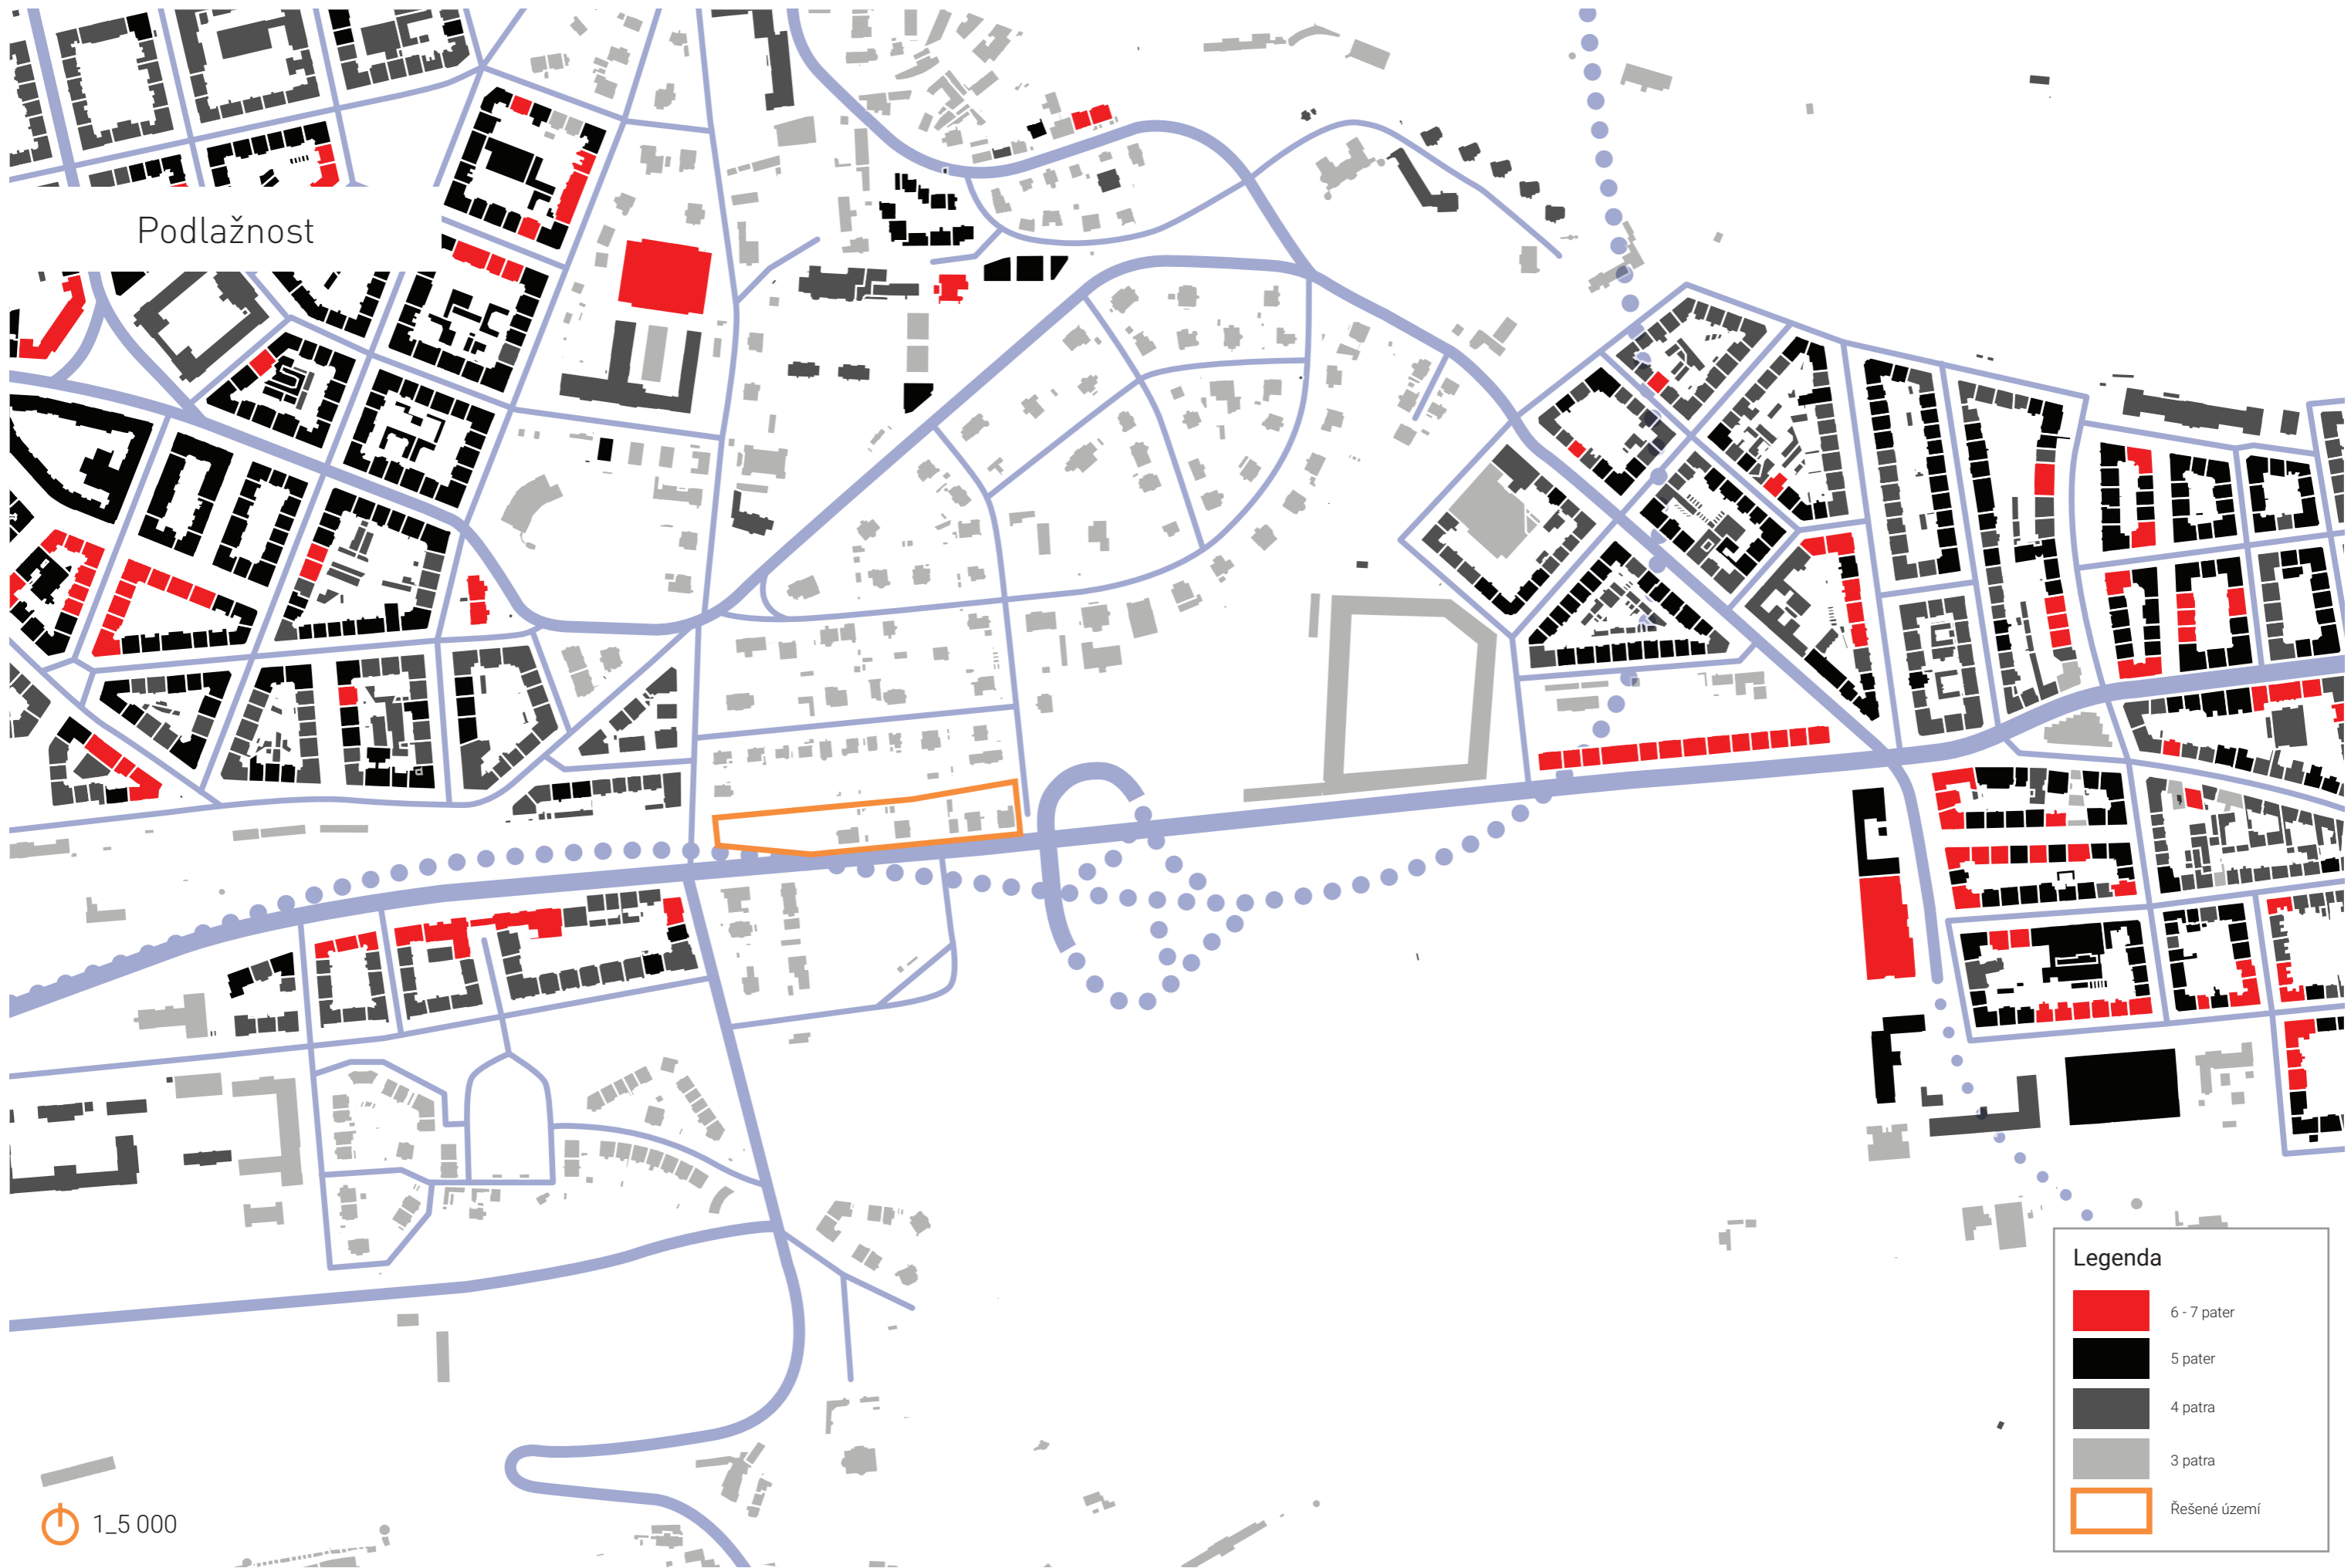 Podlažnost
Legenda
6 - 7 pater
5 pater
4 patra
3 patra
Řešené území
1_5 000